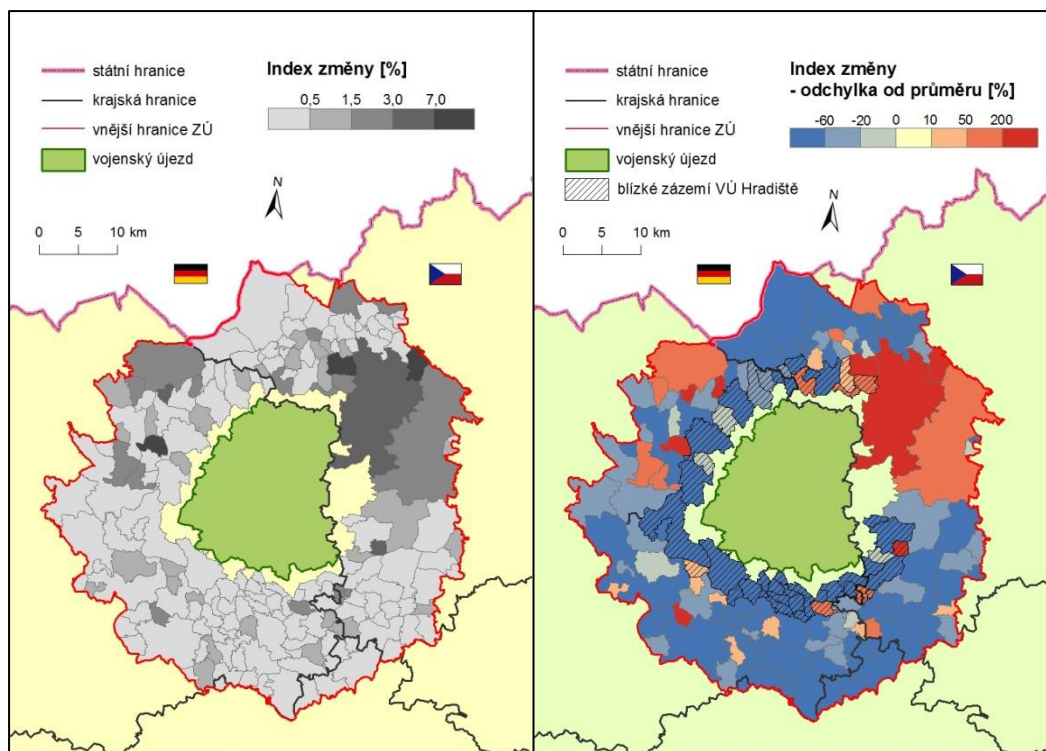 státní hranice
krajská hranice
vnější hranice ZÚ
vojenský újezd
Index změny [%]
0,5 1,5 3,0 7,0
N
0 5 10 km
státní hranice
krajská hranice
vnější hranice ZÚ
vojenský újezd
blízké zázemí VÚ Hradiště
Index změny
- odchylka od průměru [%]
-60 -20 0 10 50 200
N
0 5 10 km